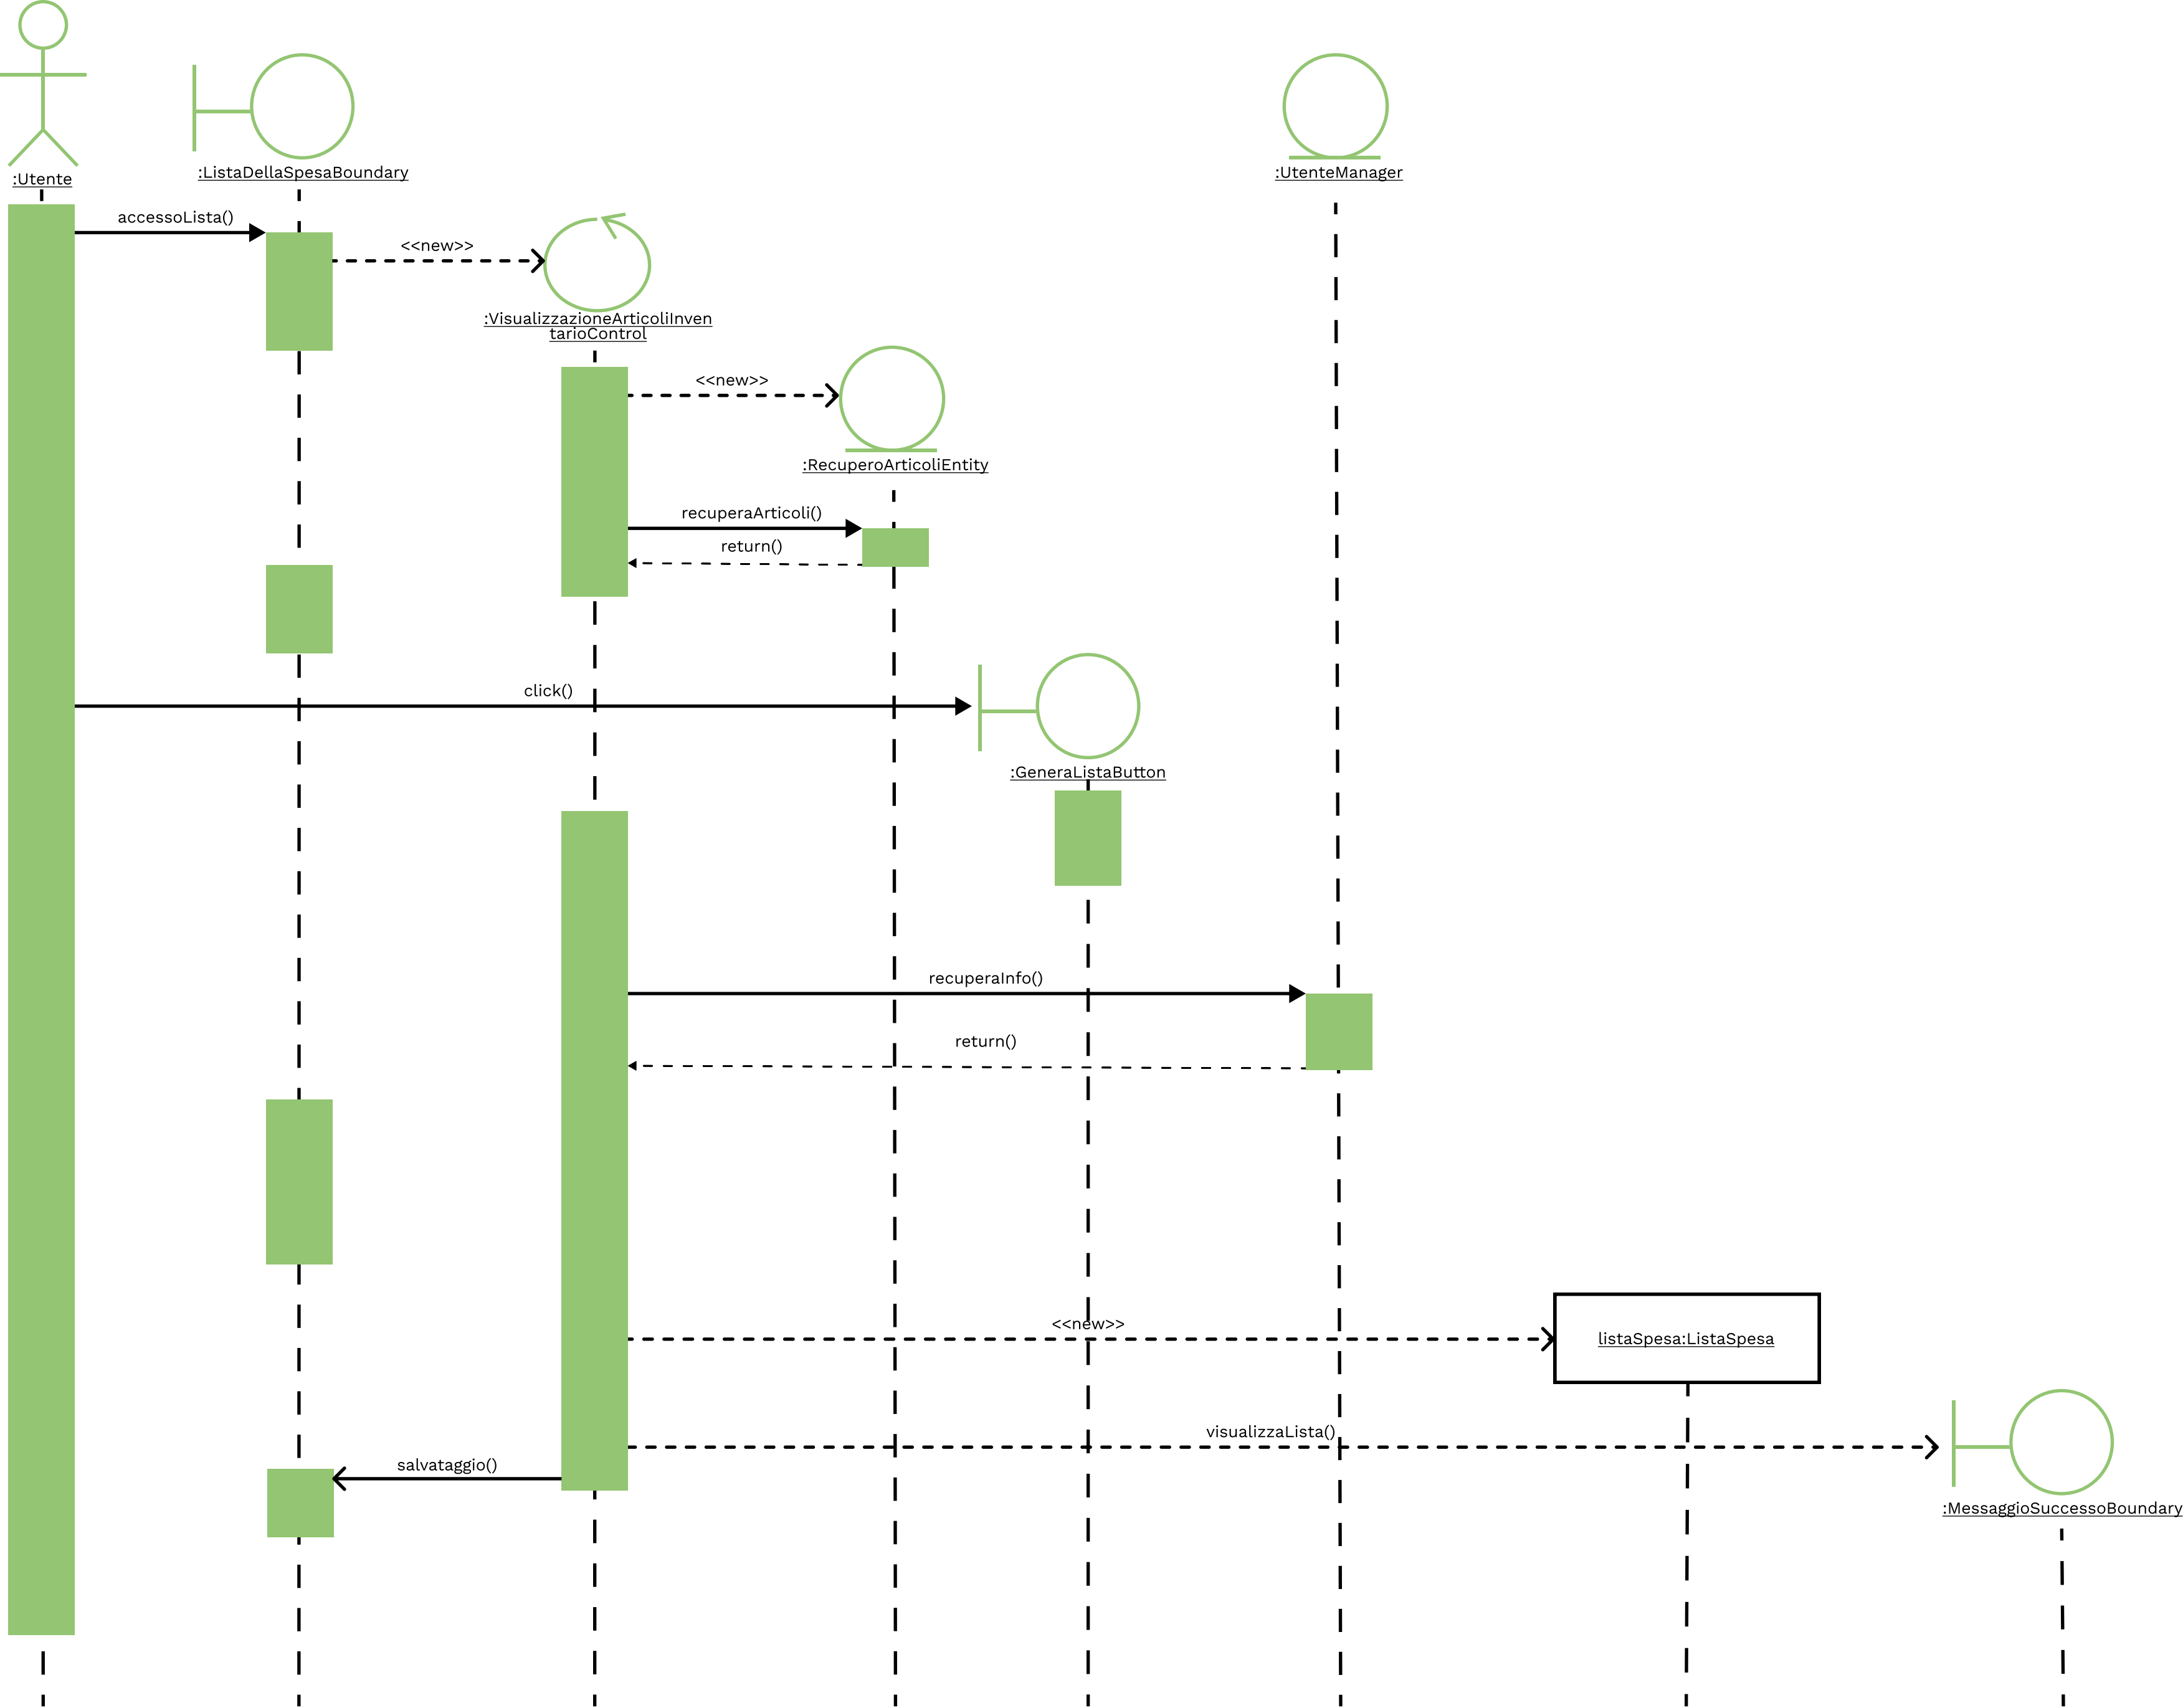 :ListaDellaSpesaBoundary
:UtenteManager
:Utente
accessoLista()
<<new>>
:VisualizzazioneArticoliInven
tarioControl
<<new>>
:RecuperoArticoliEntity
recuperaArticoli()
return()
click()
:GeneraListaButton
recuperaInfo()
return()
<<new>>
listaSpesa:ListaSpesa
visualizzaLista()
salvataggio()
:MessaggioSuccessoBoundary